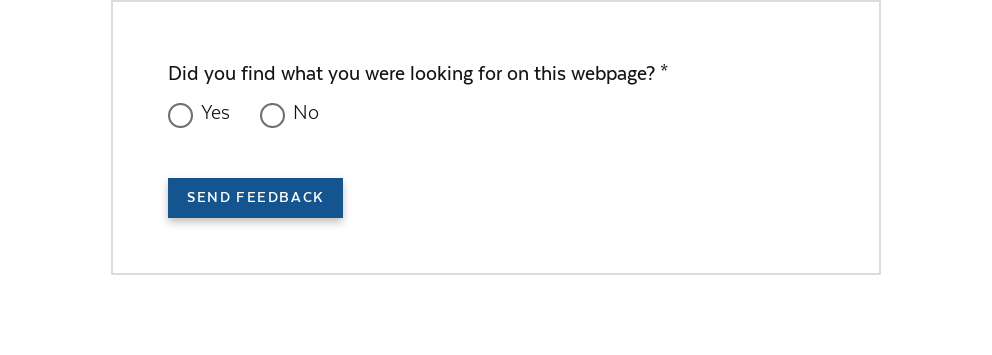 Did you find what you were looking for on this webpage? *
Yes No
SEND FEEDBACK